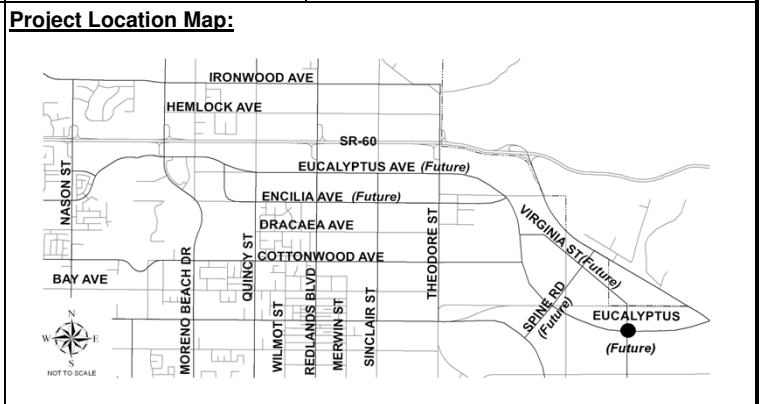 Project Location Map:
IRONWOOD AVE
HEMLOCK AVE
SR-60
EUCALYPTUS AVE (Future)
ENCILIA AVE (Future)
DRACAEA AVE
COTTONWOOD AVE
BAY AVE
NASON ST
MORENO BEACH DR
QUINCY ST
WILMOT ST
REDLANDS BLVD
MERWIN ST
SINCLAIR ST
THEODORE ST
VIRGINIA ST(Future)
SPINE RD
(Future)
EUCALYPTUS
(Future)
N
W E
S
NOT TO SCALE